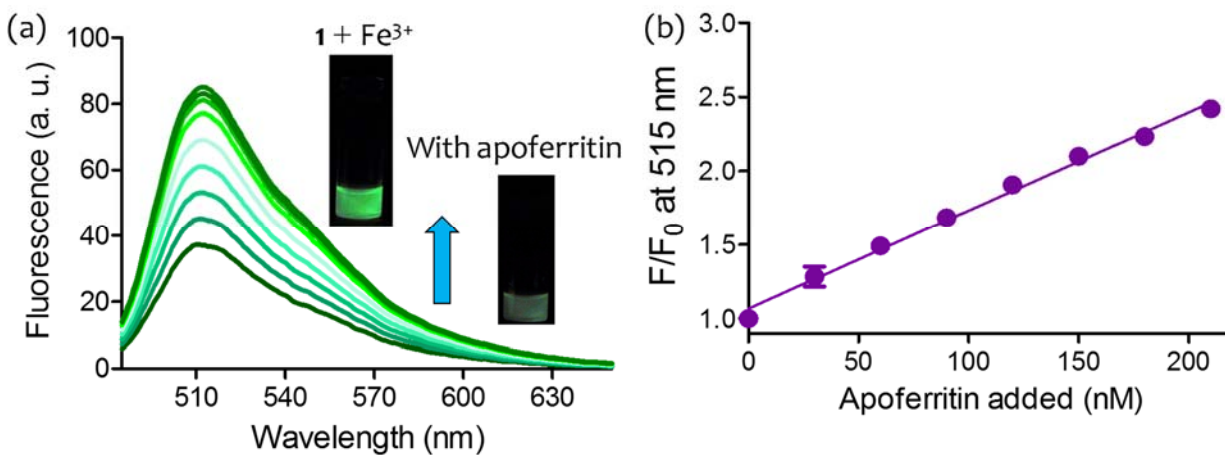 (a)
1 + Fe³⁺
With apoferritin
Fluorescence (a. u.)
100
80
60
40
20
0
510 540 570 600 630
Wavelength (nm)
(b)
F/F₀ at 515 nm
3.0
2.5
2.0
1.5
1.0
0 50 100 150 200
Apoferritin added (nM)